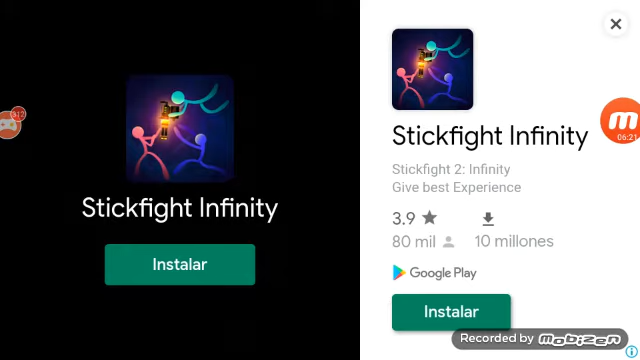 Stickfight Infinity
Instalar
Stickfight Infinity
Stickfight 2: Infinity
Give best Experience
3.9
80 mil
10 millones
Google Play
Instalar
06:21
Recorded by mobizen